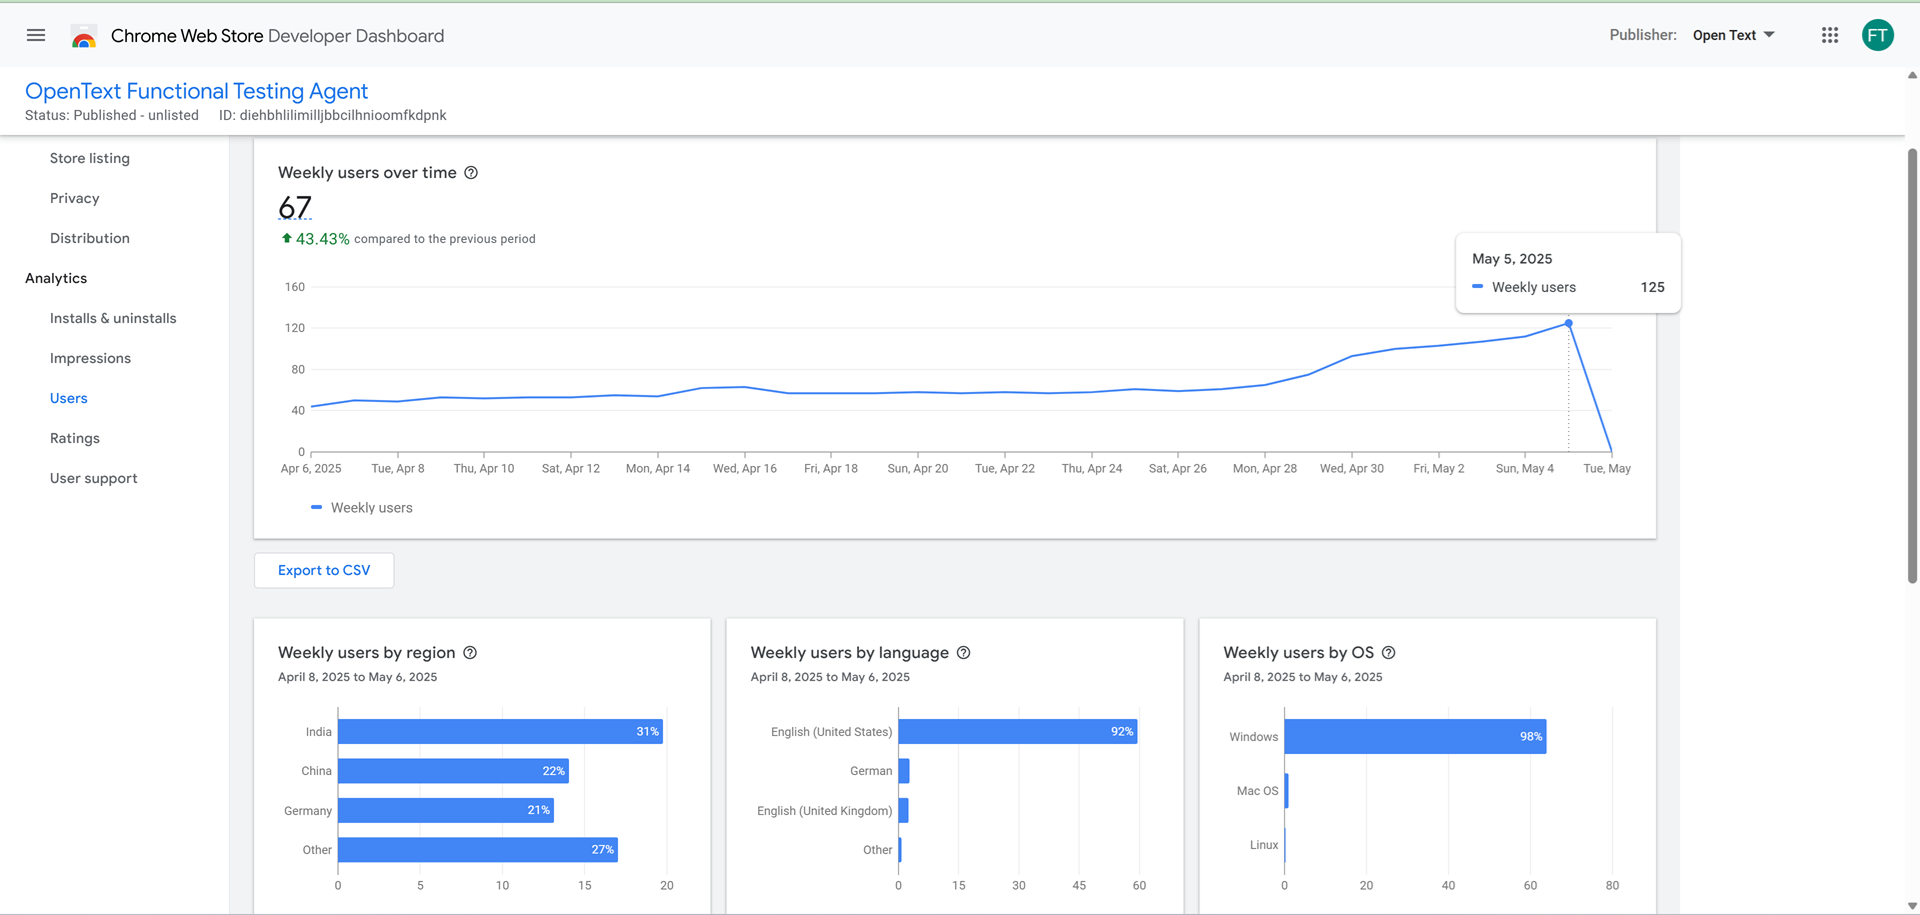 Chrome Web Store Developer Dashboard
Publisher: Open Text
FT
OpenText Functional Testing Agent
Status: Published - unlisted ID: diehbhlilimilljbbcilhnioomfkdpnk
Store listing
Privacy
Distribution
Analytics
Installs & uninstalls
Impressions
Users
Ratings
User support
Weekly users over time
67
43.43% compared to the previous period
May 5, 2025
Weekly users 125
160
120
80
40
0
Apr 6, 2025 Tue, Apr 8 Thu, Apr 10 Sat, Apr 12 Mon, Apr 14 Wed, Apr 16 Fri, Apr 18 Sun, Apr 20 Tue, Apr 22 Thu, Apr 24 Sat, Apr 26 Mon, Apr 28 Wed, Apr 30 Fri, May 2 Sun, May 4 Tue, May
Weekly users
Export to CSV
Weekly users by region
April 8, 2025 to May 6, 2025
India 31%
China 22%
Germany 21%
Other 27%
0 5 10 15 20
Weekly users by language
April 8, 2025 to May 6, 2025
English (United States) 92%
German
English (United Kingdom)
Other
0 15 30 45 60
Weekly users by OS
April 8, 2025 to May 6, 2025
Windows 98%
Mac OS
Linux
0 20 40 60 80